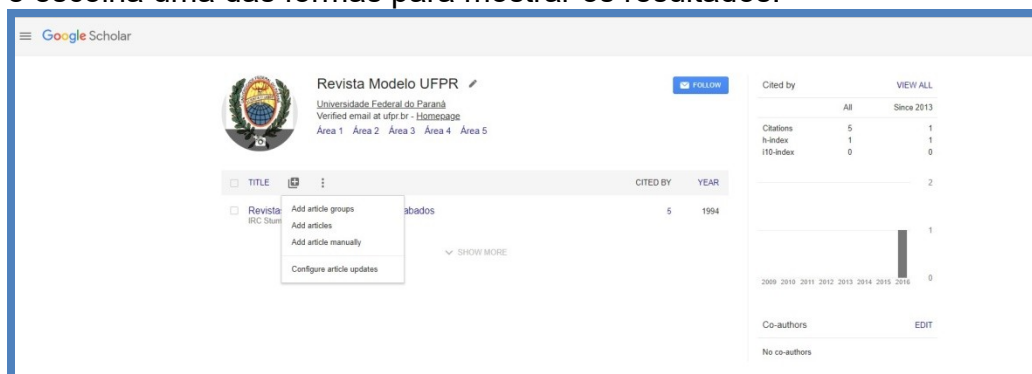 e escolha uma das formas para mostrar os resultados.
Google Scholar
Revista Modelo UFPR
FOLLOW
Universidade Federal do Paraná
Verified email at ufpr.br - Homepage
Área 1 Área 2 Área 3 Área 4 Área 5
TITLE
CITED BY YEAR
Revista abados 5 1994
IRC
Add article groups
Add articles
Add article manually
Configure article updates
SHOW MORE
Cited by VIEW ALL
All Since 2013
Citations 5 1
h-index 1 1
i10-index 0 0
2
1
0
2009 2010 2011 2012 2013 2014 2015 2016
Co-authors EDIT
No co-authors